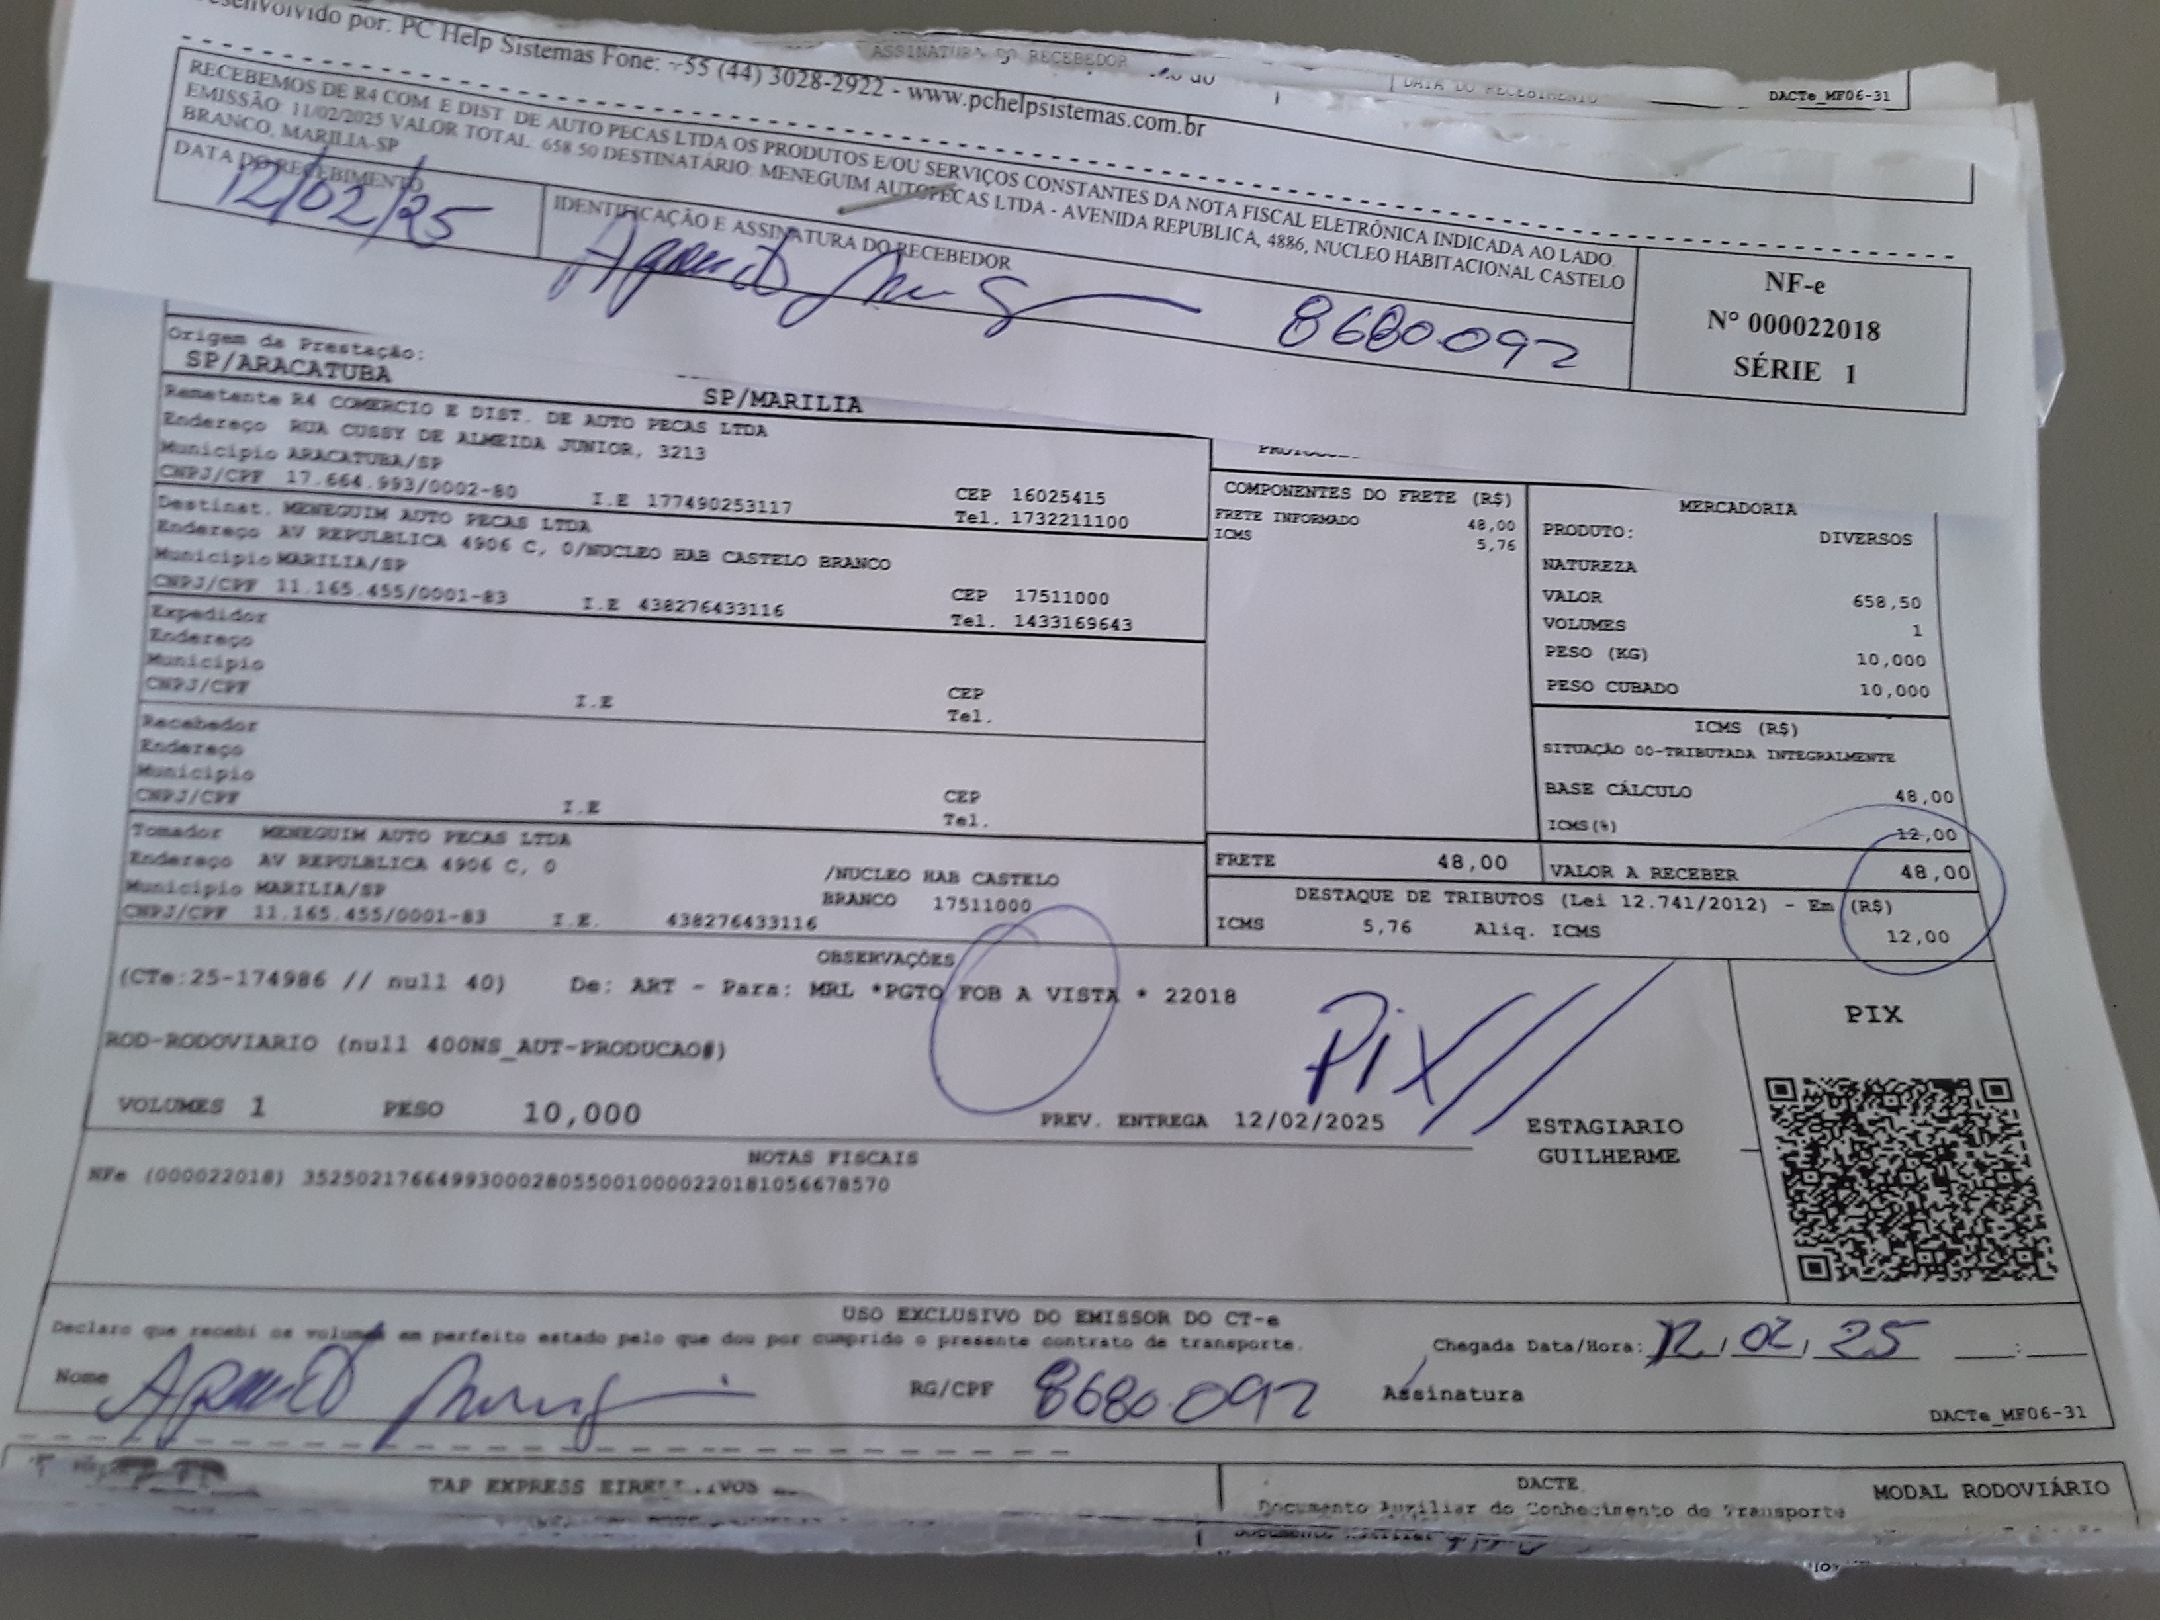 esenvolvido por: PC Help Sistemas Fone: +55 (44) 3028-2922 - www.pchelpsistemas.com.br
ASSINATURA DO RECEBEDOR
DATA DO RECEBIMENTO
DACTe_MF06-31
RECEBEMOS DE R4 COM. E DIST. DE AUTO PECAS LTDA OS PRODUTOS E/OU SERVIÇOS CONSTANTES DA NOTA FISCAL ELETRÔNICA INDICADA AO LADO
EMISSÃO: 11/02/2025 VALOR TOTAL: 658.50 DESTINATÁRIO: MENEGUIM AUTOPECAS LTDA - AVENIDA REPUBLICA, 4886, NUCLEO HABITACIONAL CASTELO
BRANCO, MARILIA-SP
DATA DO RECEBIMENTO
12/02/25
IDENTIFICAÇÃO E ASSINATURA DO RECEBEDOR
8680092
NF-e
N° 000022018
SÉRIE 1
Origem da Prestação:
SP/ARACATUBA
SP/MARILIA
Remetente R4 COMERCIO E DIST. DE AUTO PECAS LTDA
Endereço RUA CUSSY DE ALMEIDA JUNIOR, 3213
Município ARACATUBA/SP CEP 16025415
CNPJ/CPF 17.664.993/0002-80 I.E 177490253117 Tel. 1732211100
Destinat. MENEGUIM AUTO PECAS LTDA
Endereço AV REPULBLICA 4906 C, 0/NUCLEO HAB CASTELO BRANCO
Município MARILIA/SP CEP 17511000
CNPJ/CPF 11.165.455/0001-83 I.E 438276433116 Tel. 1433169643
Expedidor
Endereço
Município CEP
CNPJ/CPF I.E Tel.
Recebedor
Endereço
Município CEP
CNPJ/CPF I.E Tel.
Tomador MENEGUIM AUTO PECAS LTDA
Endereço AV REPULBLICA 4906 C, 0 /NUCLEO HAB CASTELO
Município MARILIA/SP BRANCO 17511000
CNPJ/CPF 11.165.455/0001-83 I.E. 438276433116
COMPONENTES DO FRETE (R$)
FRETE INFORMADO 48,00
ICMS 5,76
MERCADORIA
PRODUTO: DIVERSOS
NATUREZA
VALOR 658,50
VOLUMES 1
PESO (KG) 10,000
PESO CUBADO 10,000
ICMS (R$)
SITUAÇÃO 00-TRIBUTADA INTEGRALMENTE
BASE CÁLCULO 48,00
ICMS(%) 12,00
FRETE 48,00 VALOR A RECEBER 48,00
DESTAQUE DE TRIBUTOS (Lei 12.741/2012) - Em (R$)
ICMS 5,76 Aliq. ICMS 12,00
OBSERVAÇÕES
(CTe:25-174986 // null 40) De: ART - Para: MRL *PGTO FOB A VISTA * 22018
ROD-RODOVIARIO (null 400NS_AUT-PRODUCAO#)
Pix//
PIX
VOLUMES 1 PESO 10,000 PREV. ENTREGA 12/02/2025
ESTAGIARIO
GUILHERME
NOTAS FISCAIS
NFe (000022018) 35250217664993000280550010000220181056678570
USO EXCLUSIVO DO EMISSOR DO CT-e
Declaro que recebi os volumes em perfeito estado pelo que dou por cumprido o presente contrato de transporte.
Chegada Data/Hora: 12/02/25 __:__
Nome
RG/CPF 8680.092 Assinatura
DACTe_MF06-31
TAP EXPRESS EIRELI
DACTE
MODAL RODOVIÁRIO
Documento Auxiliar do Conhecimento de Transporte